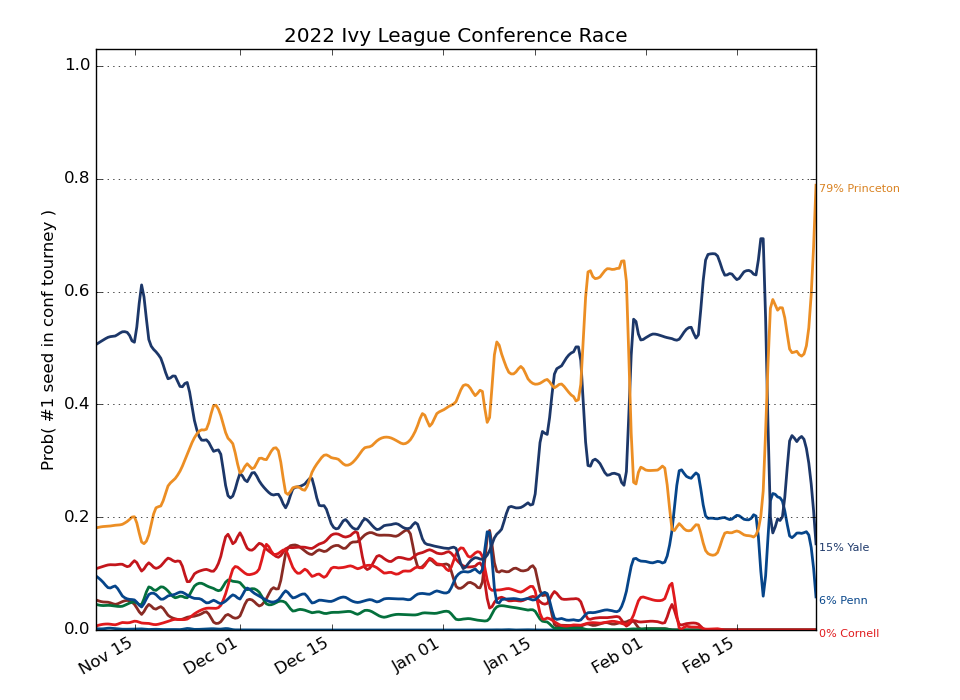 2022 Ivy League Conference Race
Prob( #1 seed in conf tourney )
1.0
0.8
0.6
0.4
0.2
0.0
Nov 15
Dec 01
Dec 15
Jan 01
Jan 15
Feb 01
Feb 15
79% Princeton
15% Yale
6% Penn
0% Cornell